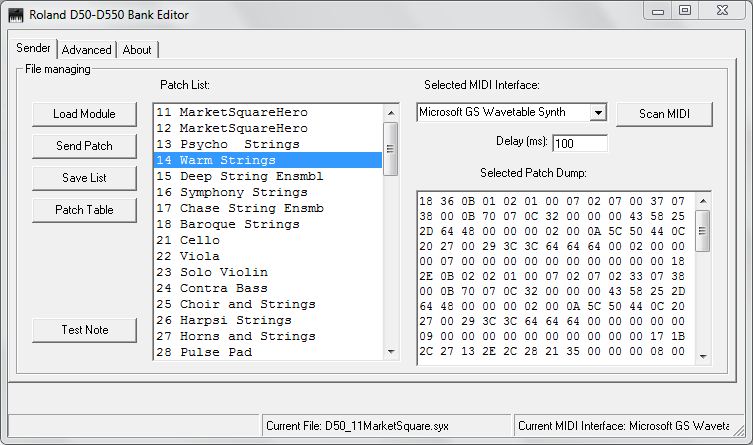 Roland D50-D550 Bank Editor
Sender Advanced About
File managing
Load Module
Send Patch
Save List
Patch Table
Test Note
Patch List:
11 MarketSquareHero
12 MarketSquareHero
13 Psycho  Strings
14 Warm Strings
15 Deep String Ensmbl
16 Symphony Strings
17 Chase String Ensmb
18 Baroque Strings
21 Cello
22 Viola
23 Solo Violin
24 Contra Bass
25 Choir and Strings
26 Harpsi Strings
27 Horns and Strings
28 Pulse Pad
Selected MIDI Interface:
Microsoft GS Wavetable Synth
Scan MIDI
Delay (ms): 100
Selected Patch Dump:
18 36 0B 01 02 01 00 07 02 07 00 37 07
38 00 0B 70 07 0C 32 00 00 00 43 58 25
2D 64 48 00 00 00 02 00 0A 5C 50 44 0C
20 27 00 29 3C 3C 64 64 64 00 02 00 00
00 07 00 00 00 00 00 00 00 00 00 00 18
2E 0B 02 02 01 00 07 02 07 02 33 07 38
00 0B 70 07 0C 32 00 00 00 43 58 25 2D
64 48 00 00 00 02 00 0A 5C 50 44 0C 20
27 00 29 3C 3C 64 64 64 00 00 00 00 00
09 00 00 00 00 00 00 00 00 00 00 17 1B
2C 27 13 2E 2C 28 21 35 00 00 00 08 00
Current File: D50_11MarketSquare.syx
Current MIDI Interface: Microsoft GS Waveta